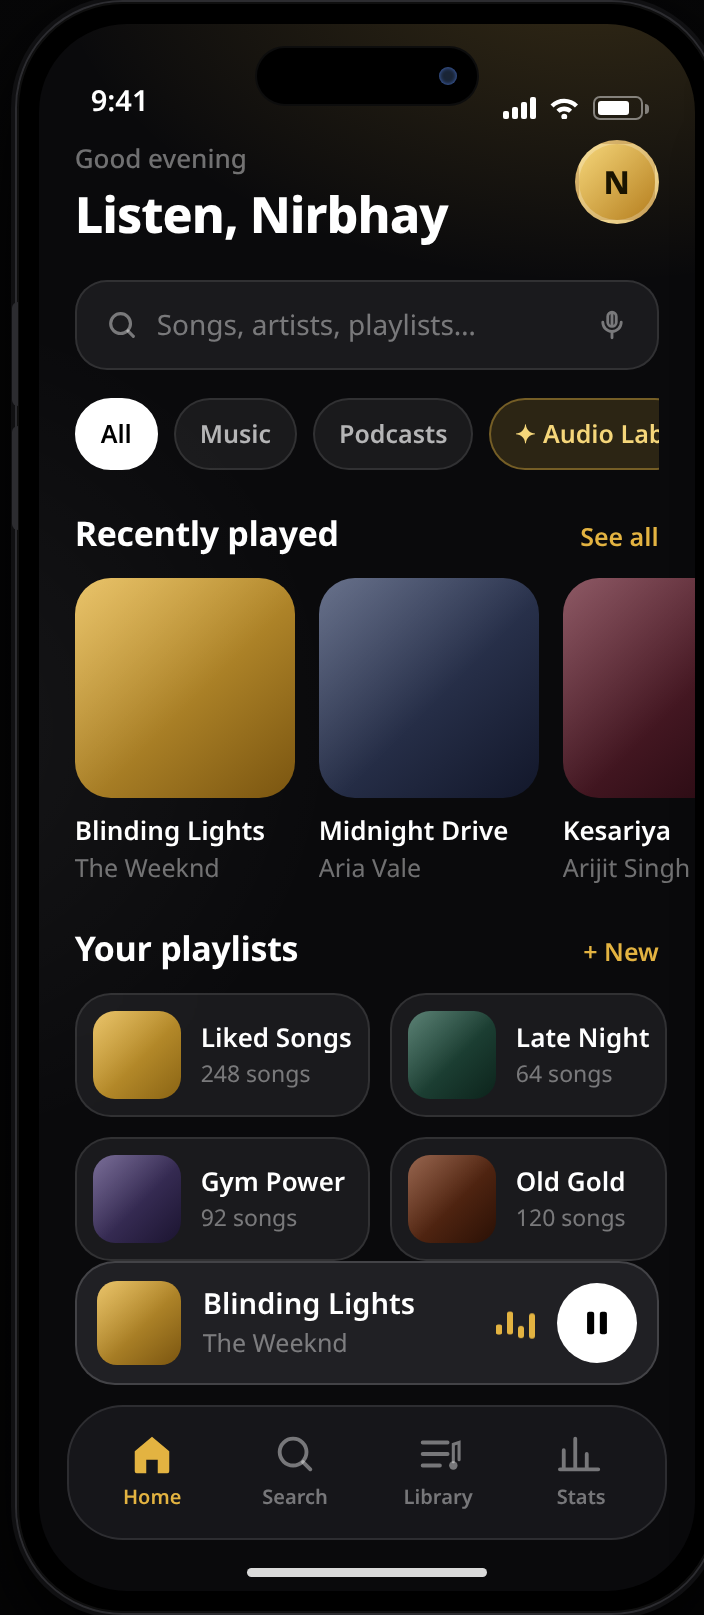 9:41
Good evening
Listen, Nirbhay
N
Songs, artists, playlists...
All Music Podcasts ✦ Audio Lab
Recently played See all
Blinding Lights Midnight Drive Kesariya
The Weeknd Aria Vale Arijit Singh
Your playlists + New
Liked Songs Late Night
248 songs 64 songs
Gym Power Old Gold
92 songs 120 songs
Blinding Lights
The Weeknd
Home Search Library Stats